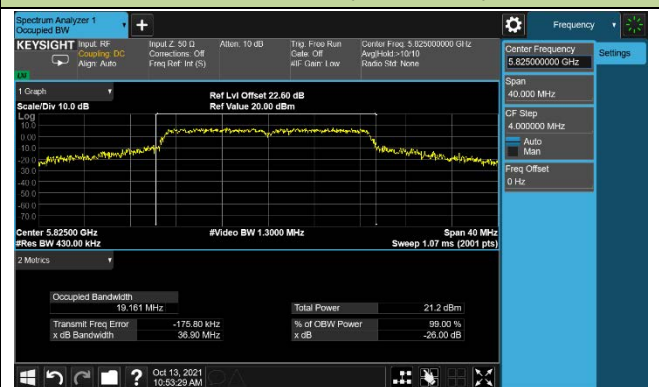 Spectrum Analyzer 1
Occupied BW
+
Frequency
KEYSIGHT
Input: RF
Coupling: DC
Align: Auto
Input Z: 50 Ω
Corrections: Off
Freq Ref: Int (S)
Atten: 10 dB
Trig: Free Run
Gate: Off
#IF Gain: Low
Center Freq: 5.825000000 GHz
Avg|Hold:>10/10
Radio Std: None
Center Frequency
5.825000000 GHz
Settings
Span
40.000 MHz
CF Step
4.000000 MHz
Auto
Man
Freq Offset
0 Hz
1 Graph
Scale/Div 10.0 dB
Ref Lvl Offset 22.60 dB
Ref Value 20.00 dBm
Log
10.0
0.00
-10.0
-20.0
-30.0
-40.0
-50.0
-60.0
-70.0
Center 5.82500 GHz
#Video BW 1.3000 MHz
Span 40 MHz
#Res BW 430.00 kHz
Sweep 1.07 ms (2001 pts)
2 Metrics
Occupied Bandwidth
19.161 MHz
Total Power 21.2 dBm
Transmit Freq Error -175.80 kHz
% of OBW Power 99.00 %
x dB Bandwidth 36.90 MHz
x dB -26.00 dB
?
Oct 13, 2021
10:53:29 AM